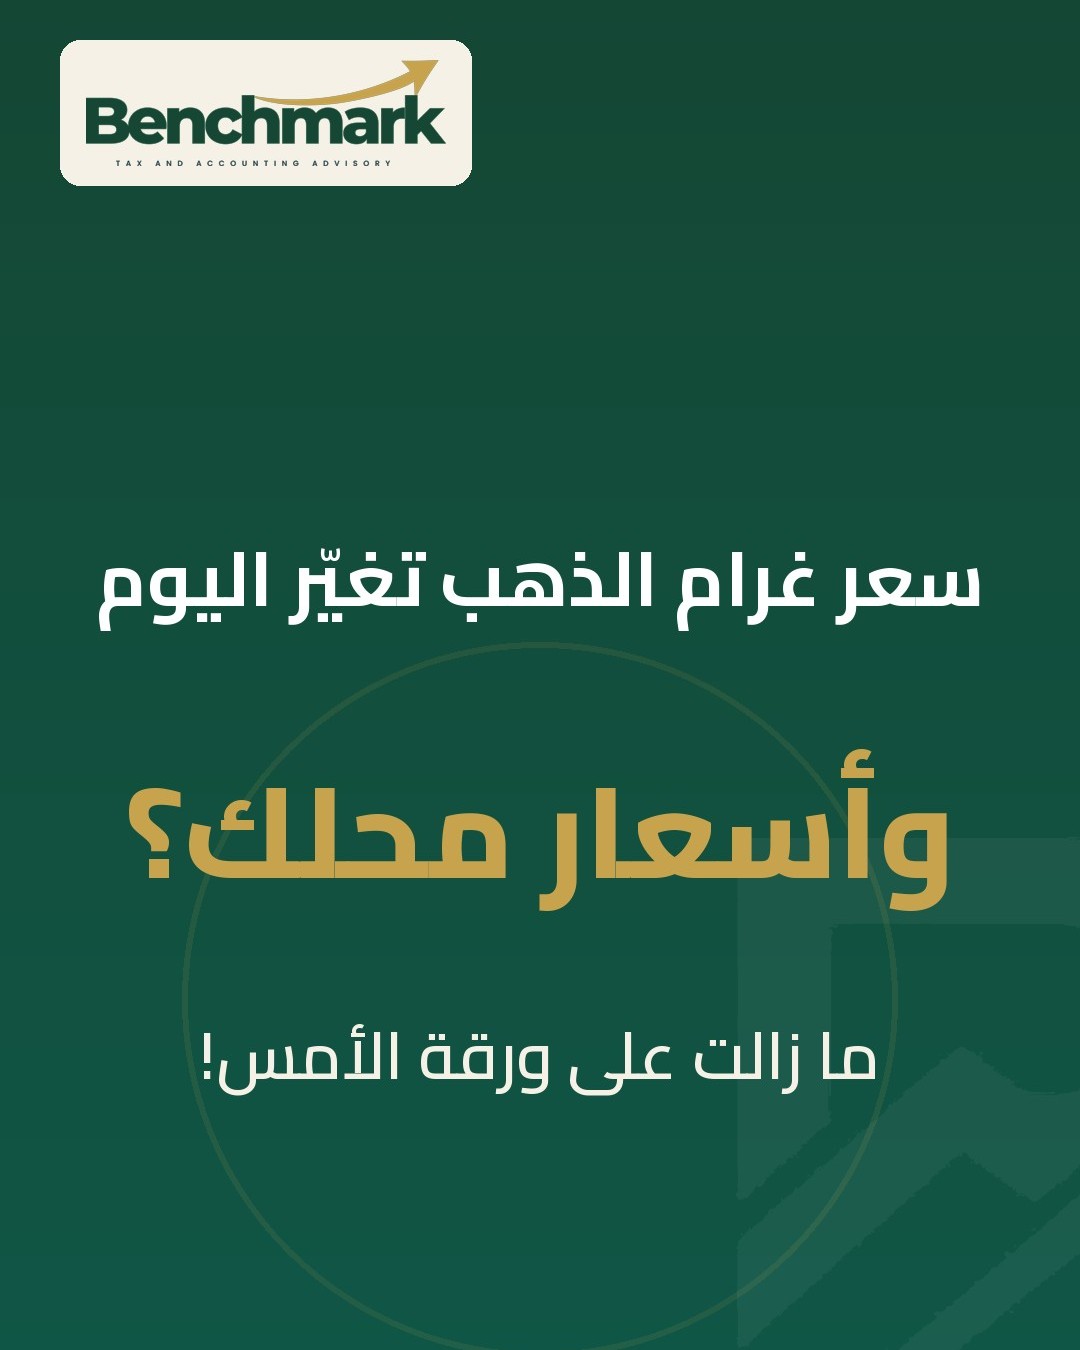 Benchmark
TAX AND ACCOUNTING ADVISORY
سعر غرام الذهب تغيّر اليوم
وأسعار محلك؟
ما زالت على ورقة الأمس!